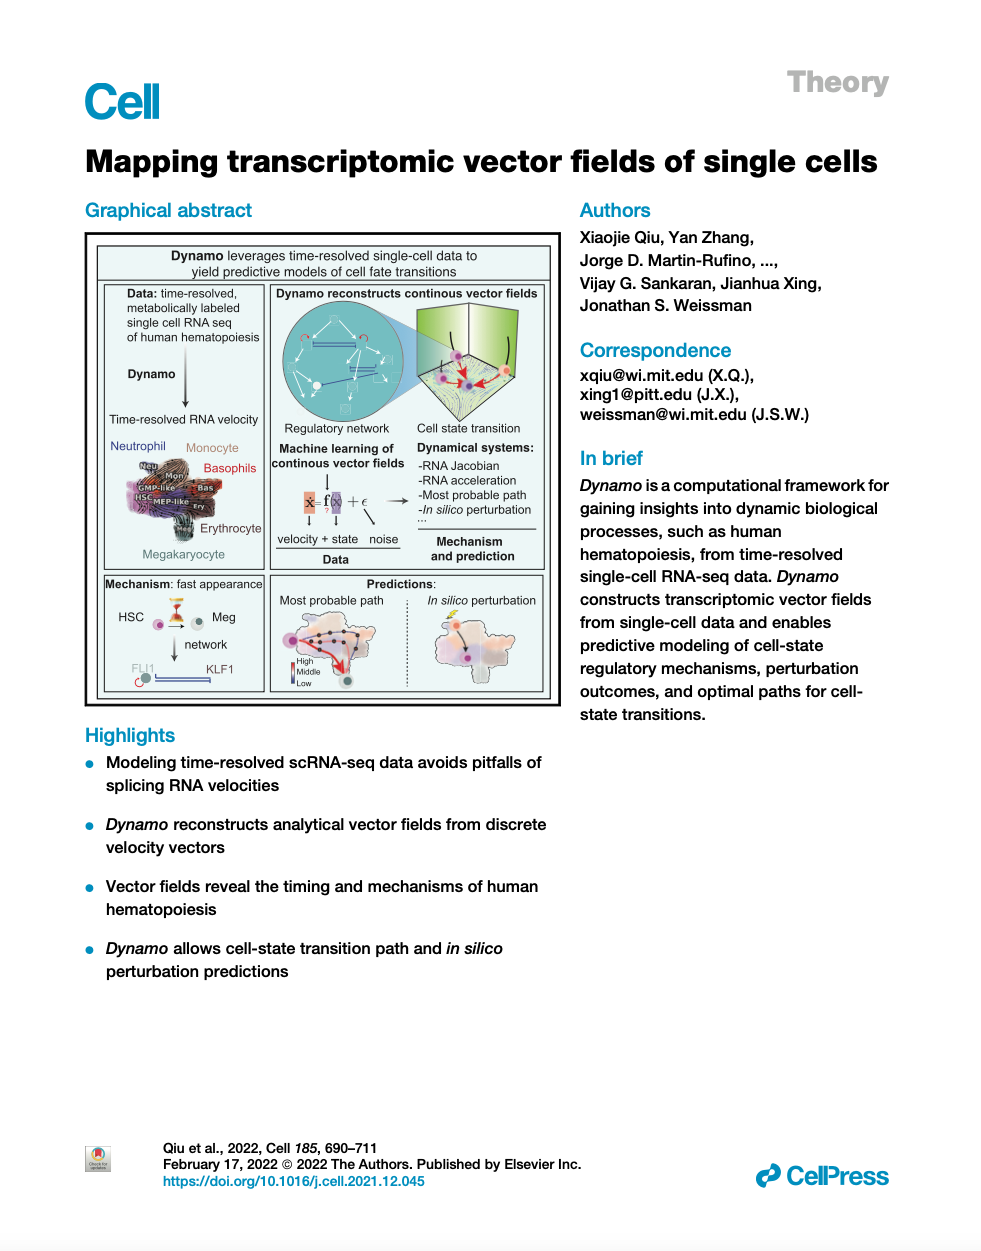 Theory
Cell
Mapping transcriptomic vector fields of single cells
Graphical abstract
Dynamo leverages time-resolved single-cell data to
yield predictive models of cell fate transitions
Data: time-resolved,
metabolically labeled
single cell RNA seq
of human hematopoiesis
Dynamo
Time-resolved RNA velocity
Neutrophil
Monocyte
Basophils
Neu
Mon
GMP-like
Bas
HSC
MEP-like
Ery
Meg
Erythrocyte
Megakaryocyte
Dynamo reconstructs continous vector fields
Regulatory network
Cell state transition
Machine learning of
continous vector fields
ẋ = f(x) + ϵ
?
velocity + state noise
Data
Dynamical systems:
-RNA Jacobian
-RNA acceleration
-Most probable path
-In silico perturbation
...
Mechanism
and prediction
Mechanism: fast appearance
HSC
Meg
network
FLI1
KLF1
Predictions:
Most probable path
High
Middle
Low
In silico perturbation
Authors
Xiaojie Qiu, Yan Zhang,
Jorge D. Martin-Rufino, ...,
Vijay G. Sankaran, Jianhua Xing,
Jonathan S. Weissman
Correspondence
xqiu@wi.mit.edu (X.Q.),
xing1@pitt.edu (J.X.),
weissman@wi.mit.edu (J.S.W.)
In brief
Dynamo is a computational framework for
gaining insights into dynamic biological
processes, such as human
hematopoiesis, from time-resolved
single-cell RNA-seq data. Dynamo
constructs transcriptomic vector fields
from single-cell data and enables
predictive modeling of cell-state
regulatory mechanisms, perturbation
outcomes, and optimal paths for cell-
state transitions.
Highlights
● Modeling time-resolved scRNA-seq data avoids pitfalls of
splicing RNA velocities
● Dynamo reconstructs analytical vector fields from discrete
velocity vectors
● Vector fields reveal the timing and mechanisms of human
hematopoiesis
● Dynamo allows cell-state transition path and in silico
perturbation predictions
Check for
updates
Qiu et al., 2022, Cell 185, 690–711
February 17, 2022 © 2022 The Authors. Published by Elsevier Inc.
https://doi.org/10.1016/j.cell.2021.12.045
CellPress